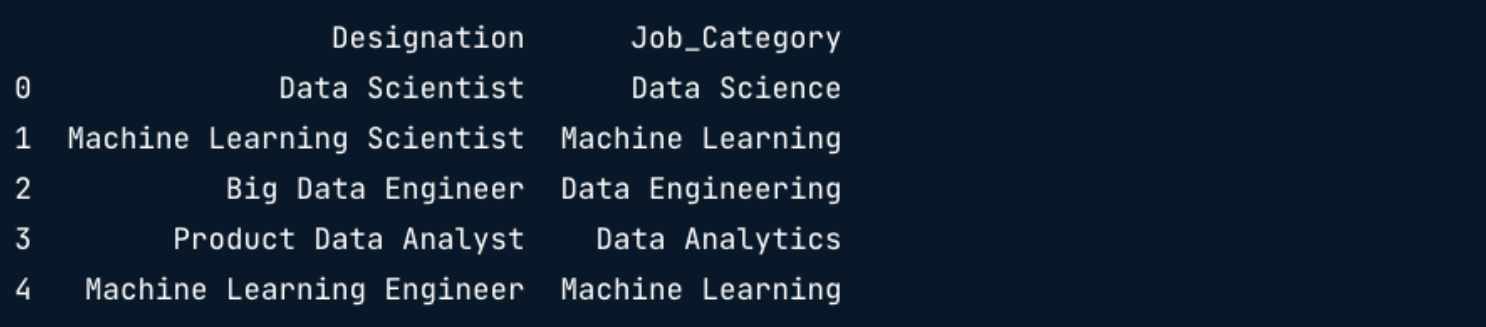 Designation Job_Category
0 Data Scientist Data Science
1 Machine Learning Scientist Machine Learning
2 Big Data Engineer Data Engineering
3 Product Data Analyst Data Analytics
4 Machine Learning Engineer Machine Learning